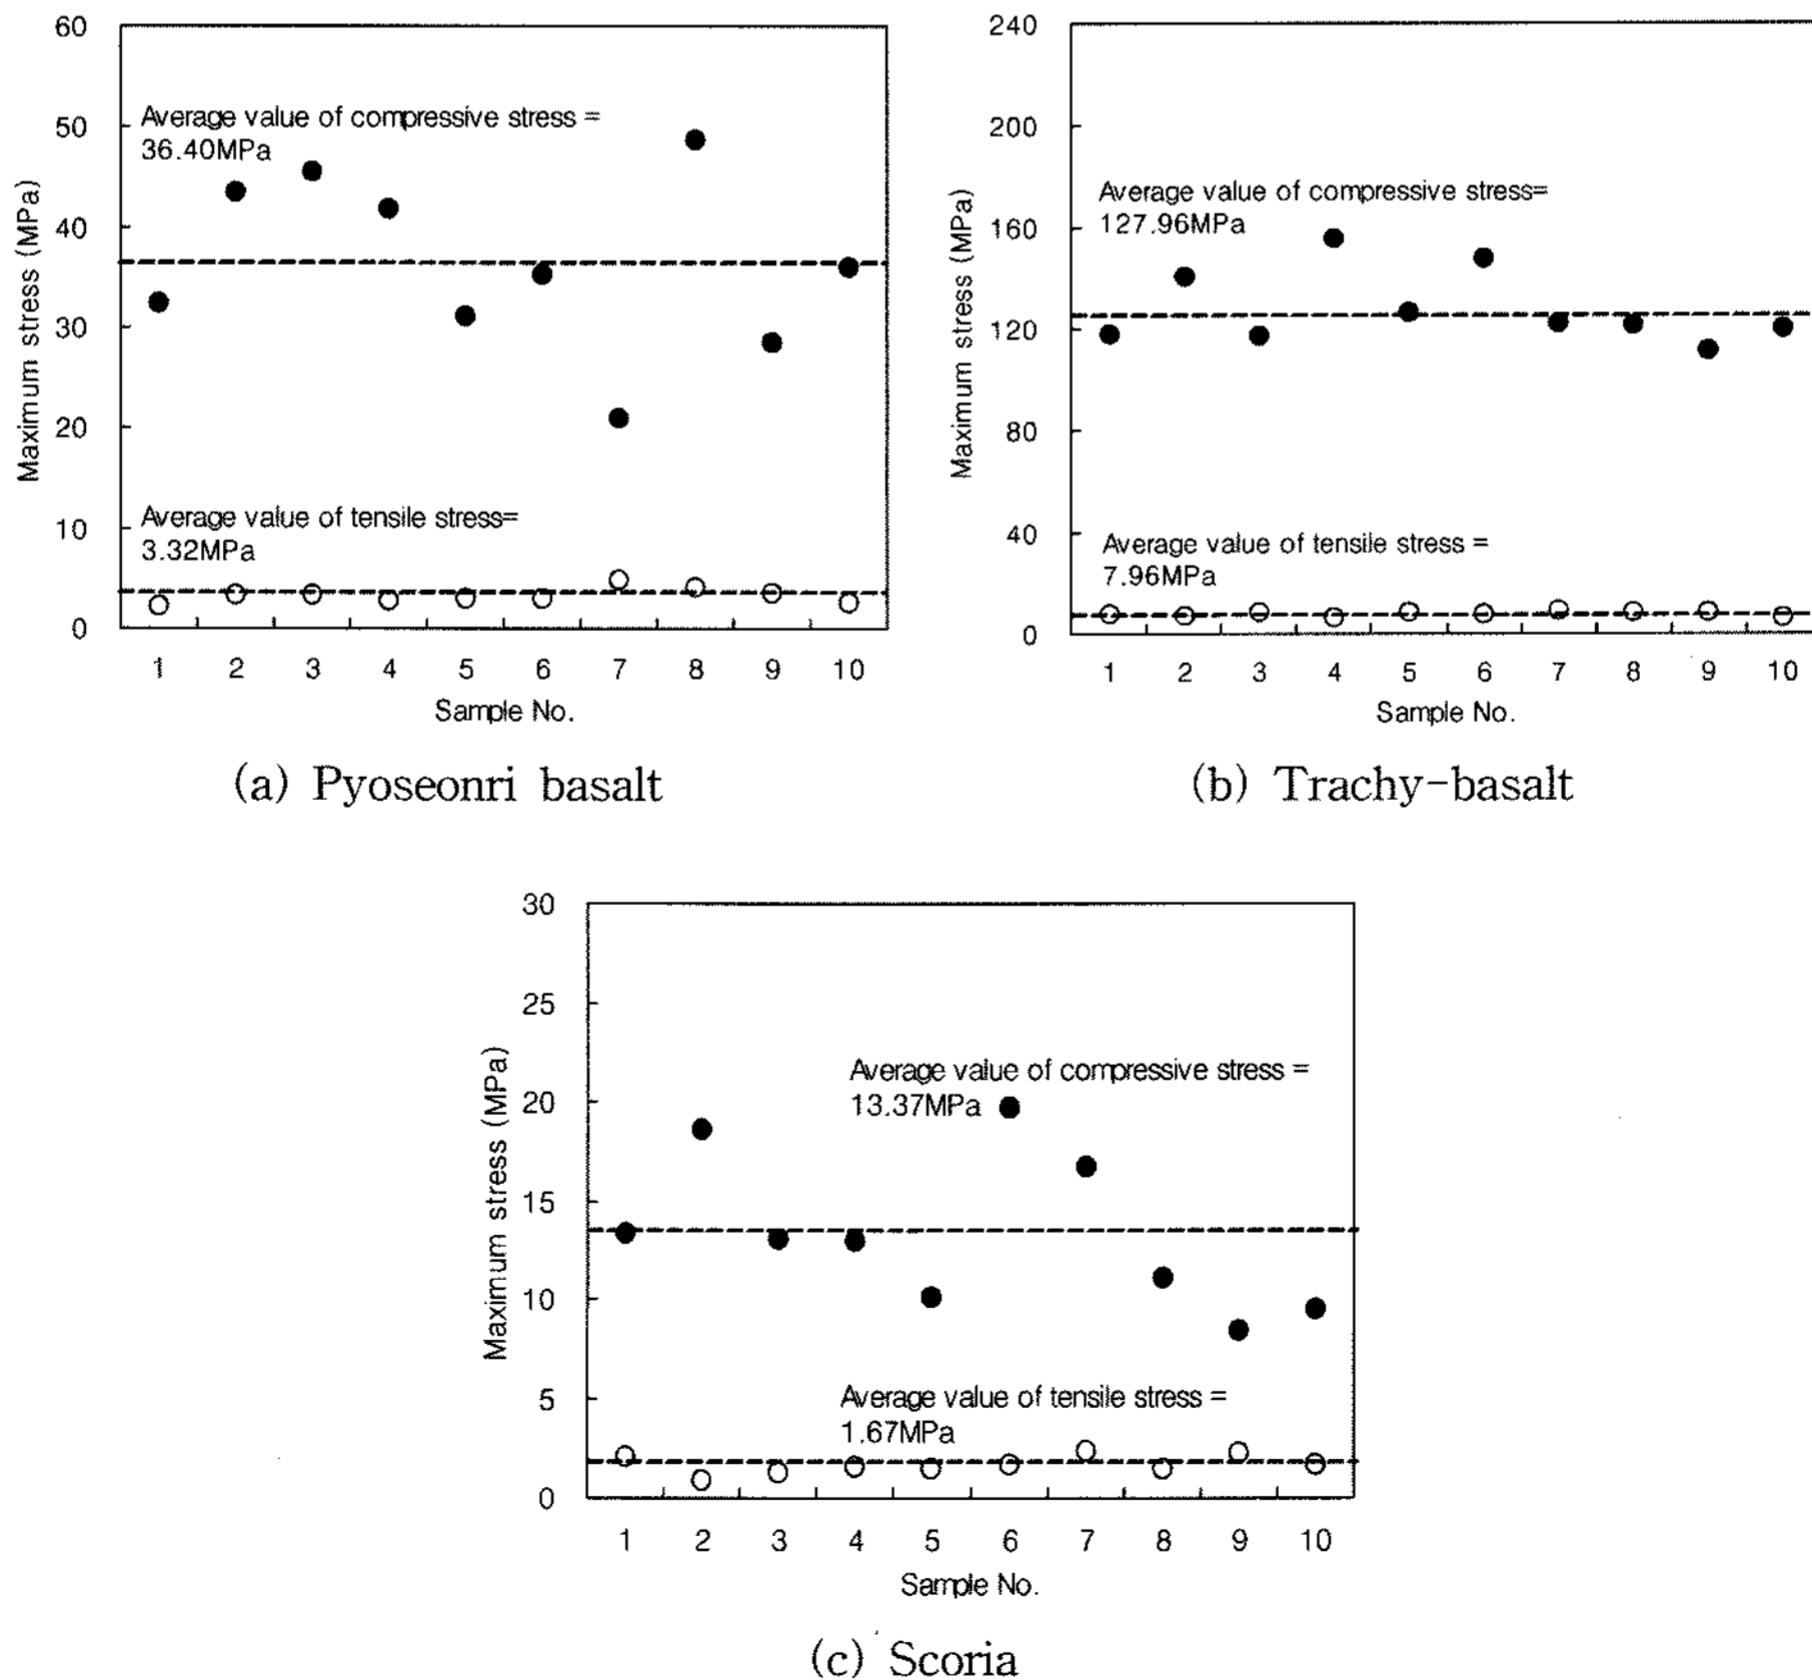 60
50
40
30
20
10
0
Maximum stress (MPa)
Average value of compressive stress =
36.40MPa
Average value of tensile stress=
3.32MPa
1 2 3 4 5 6 7 8 9 10
Sample No.
(a) Pyoseonri basalt
240
200
160
120
80
40
0
Maximum stress (MPa)
Average value of compressive stress=
127.96MPa
Average value of tensile stress =
7.96MPa
1 2 3 4 5 6 7 8 9 10
Sample No.
(b) Trachy-basalt
30
25
20
15
10
5
0
Maximum stress (MPa)
Average value of compressive stress =
13.37MPa
Average value of tensile stress =
1.67MPa
1 2 3 4 5 6 7 8 9 10
Sample No.
(c) Scoria